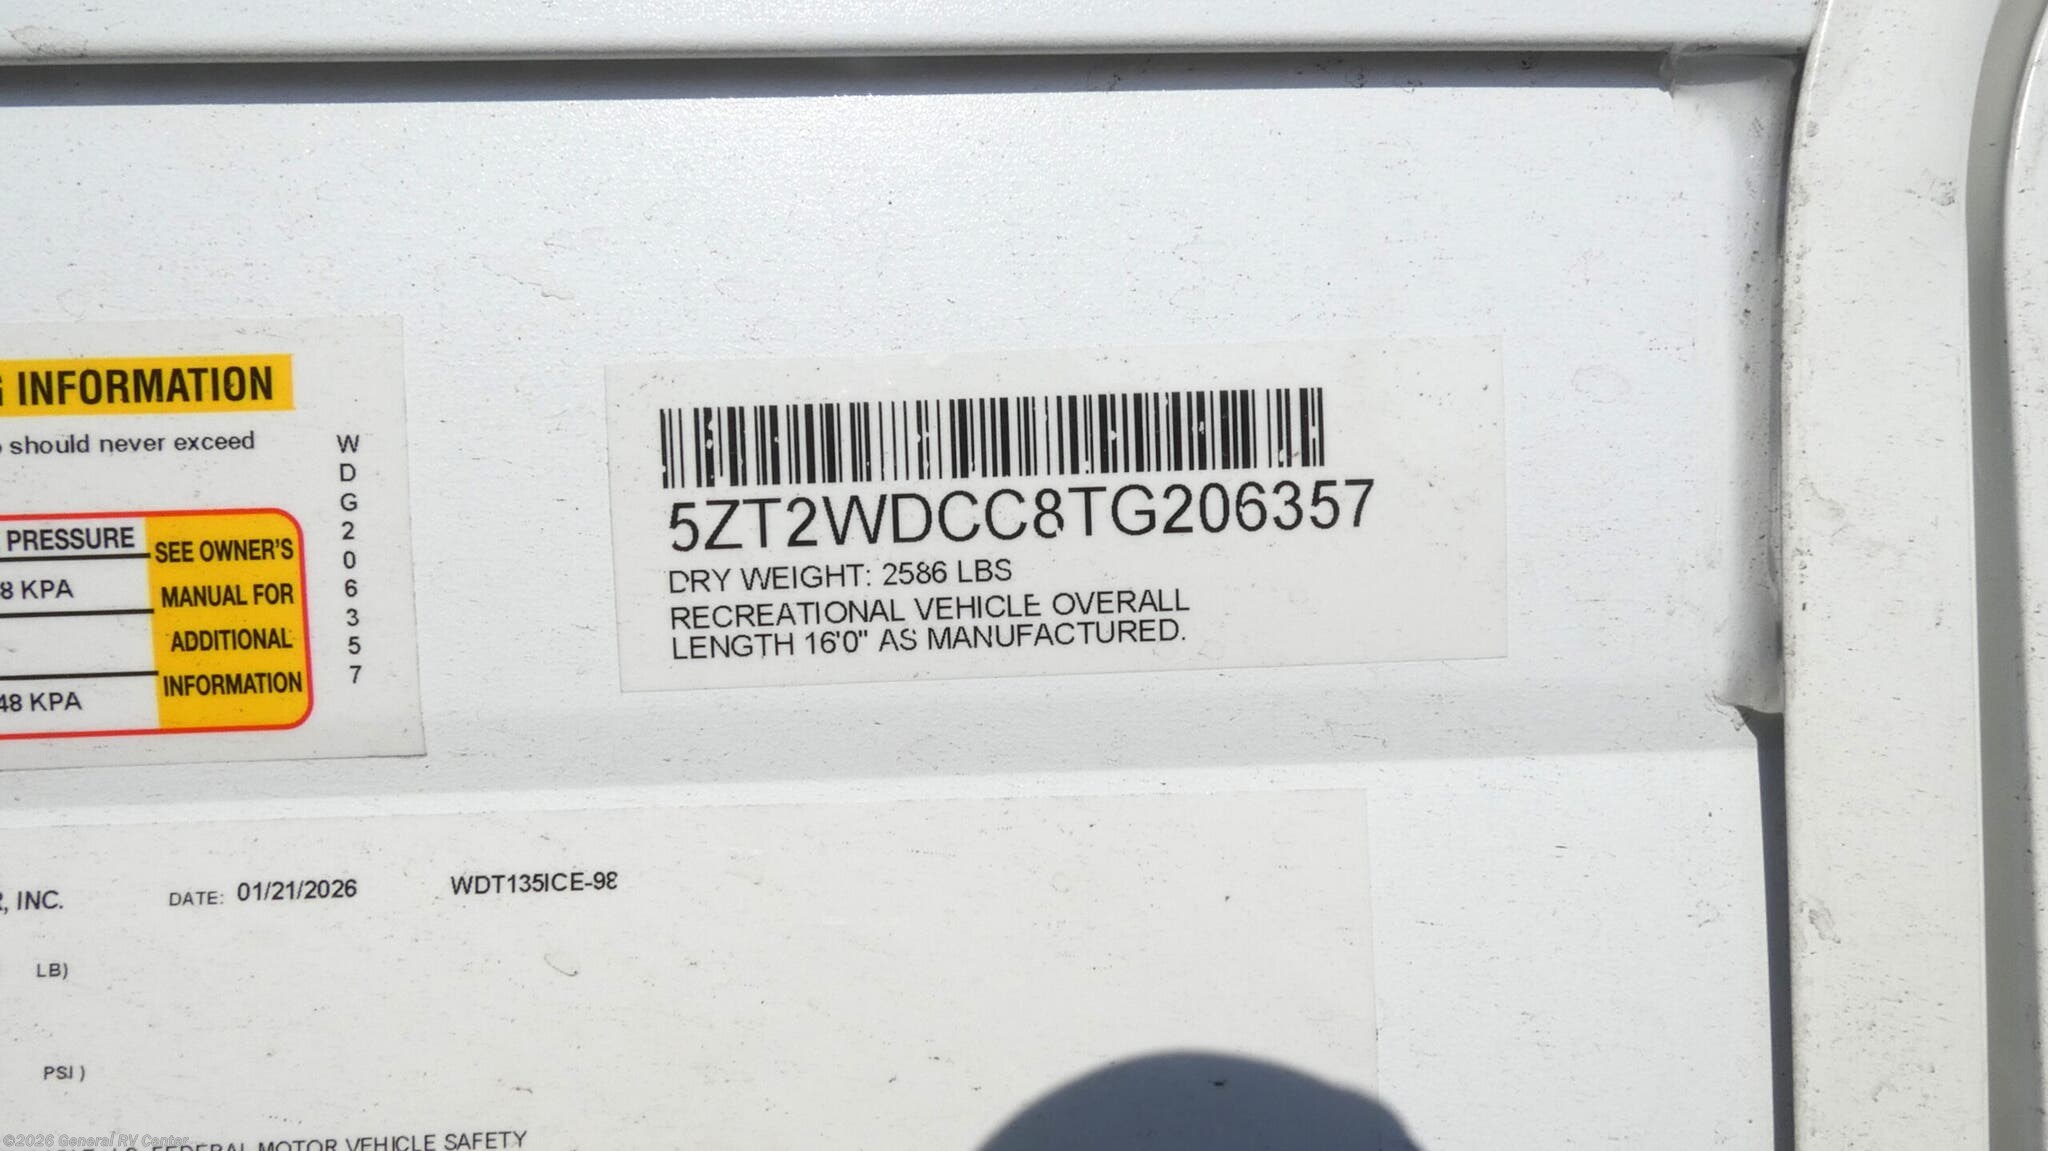 INFORMATION
should never exceed
PRESSURE
8 KPA
48 KPA
SEE OWNER'S
MANUAL FOR
ADDITIONAL
INFORMATION
W
D
G
2
0
6
3
5
7
5ZT2WDCC8TG206357
DRY WEIGHT: 2586 LBS
RECREATIONAL VEHICLE OVERALL
LENGTH 16'0" AS MANUFACTURED.
, INC. DATE: 01/21/2026 WDT135ICE-98
LB)
PSI )
FEDERAL MOTOR VEHICLE SAFETY
©2026 General RV Center